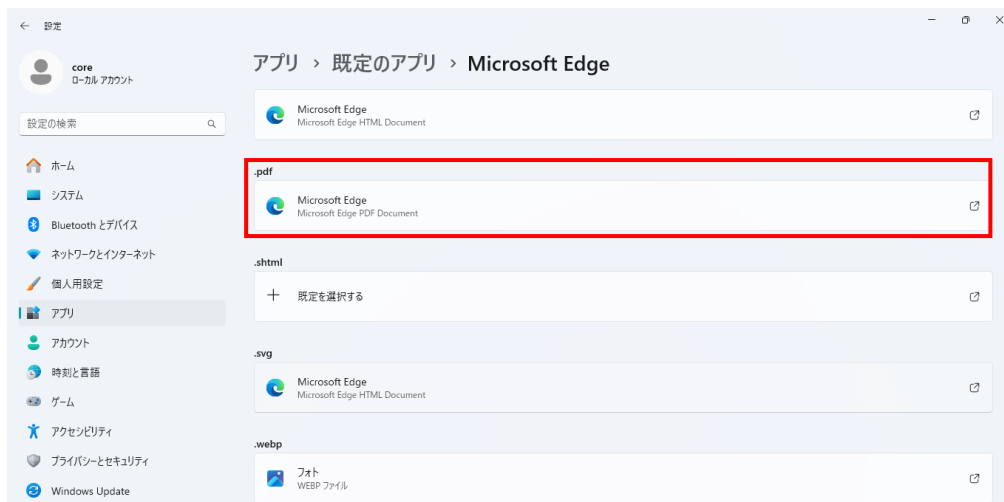 設定
core
ローカル アカウント
設定の検索
ホーム
システム
Bluetooth とデバイス
ネットワークとインターネット
個人用設定
アプリ
アカウント
時刻と言語
ゲーム
アクセシビリティ
プライバシーとセキュリティ
Windows Update
アプリ › 既定のアプリ › Microsoft Edge
Microsoft Edge
Microsoft Edge HTML Document
.pdf
Microsoft Edge
Microsoft Edge PDF Document
.shtml
既定を選択する
.svg
Microsoft Edge
Microsoft Edge HTML Document
.webp
フォト
WEBP ファイル